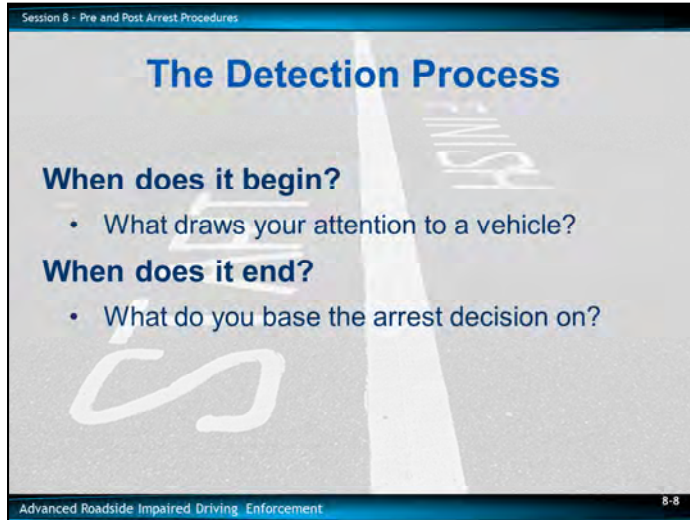 Session 8 - Pre and Post Arrest Procedures
The Detection Process
FINISH
When does it begin?
• What draws your attention to a vehicle?
START
When does it end?
• What do you base the arrest decision on?
Advanced Roadside Impaired Driving Enforcement
8-8